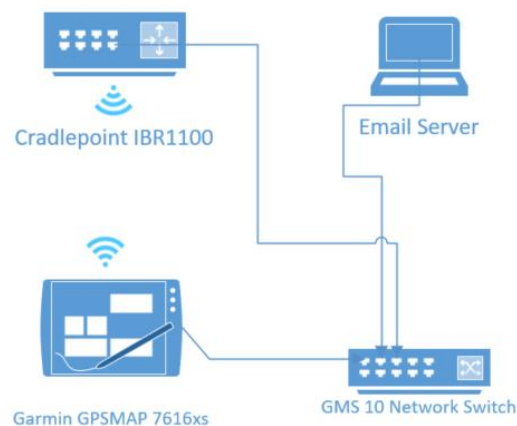 Cradlepoint IBR1100
Email Server
Garmin GPSMAP 7616xs
GMS 10 Network Switch